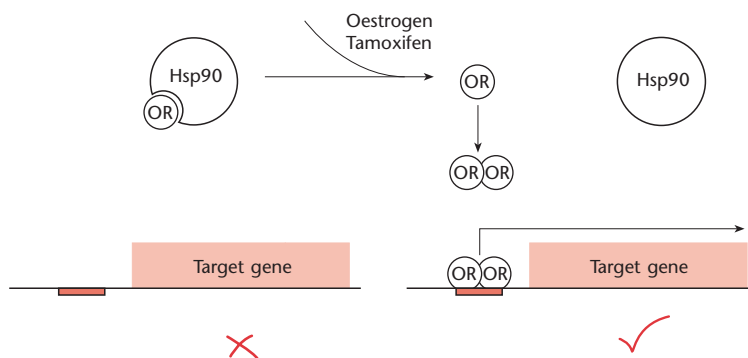 Oestrogen
Tamoxifen
Hsp90
OR
OR
Hsp90
OR OR
Target gene
OR OR
Target gene